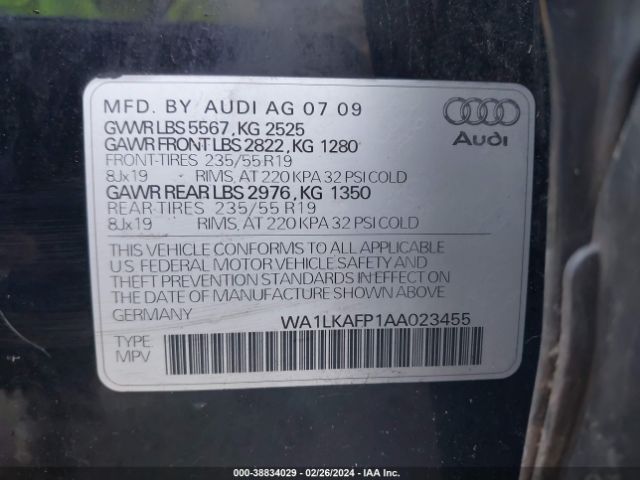 MFD. BY AUDI AG 07 09
GVWR LBS 5567, KG 2525
GAWR FRONT LBS 2822, KG 1280
FRONT-TIRES 235/55 R19
8Jx19 RIMS, AT 220 KPA 32 PSI COLD
GAWR REAR LBS 2976, KG 1350
REAR-TIRES 235/55 R19
8Jx19 RIMS, AT 220 KPA 32 PSI COLD
Audi
THIS VEHICLE CONFORMS TO ALL APPLICABLE
U.S FEDERAL MOTOR VEHICLE SAFETY AND
THEFT PREVENTION STANDARDS IN EFFECT ON
THE DATE OF MANUFACTURE SHOWN ABOVE
GERMANY WA1LKAFP1AA023455
TYPE
MPV
000-38834029 - 02/26/2024 - IAA Inc.